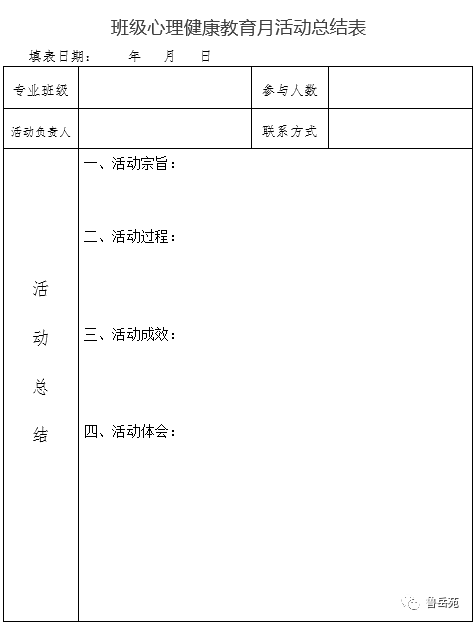 班级心理健康教育月活动总结表
填表日期： 年 月 日
专业班级 参与人数
活动负责人 联系方式
一、活动宗旨：
二、活动过程：
三、活动成效：
四、活动体会：
活
动
总
结
鲁岳苑